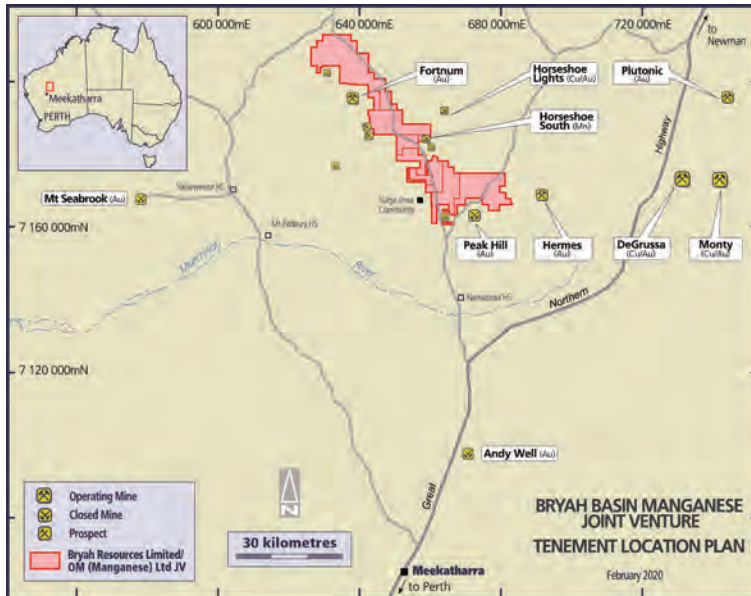 600 000mE
640 000mE
680 000mE
720 000mE
to
Newman
Meekatharra
PERTH
Fortnum
(Au)
Horseshoe
Lights (Cu/Au)
Plutonic
(Au)
Horseshoe
South (Mn)
Highway
Mt Seabrook (Au)
Community
7 160 000mN
Peak Hill
(Au)
Hermes
(Au)
DeGrussa
(Cu/Au)
Monty
(Cu/Au)
Murchison
River
Northern
7 120 000mN
Andy Well (Au)
Great
Operating Mine
Closed Mine
Prospect
Bryah Resources Limited/
OM (Manganese) Ltd JV
N
30 kilometres
BRYAH BASIN MANGANESE
JOINT VENTURE
TENEMENT LOCATION PLAN
February 2020
Meekatharra
to Perth